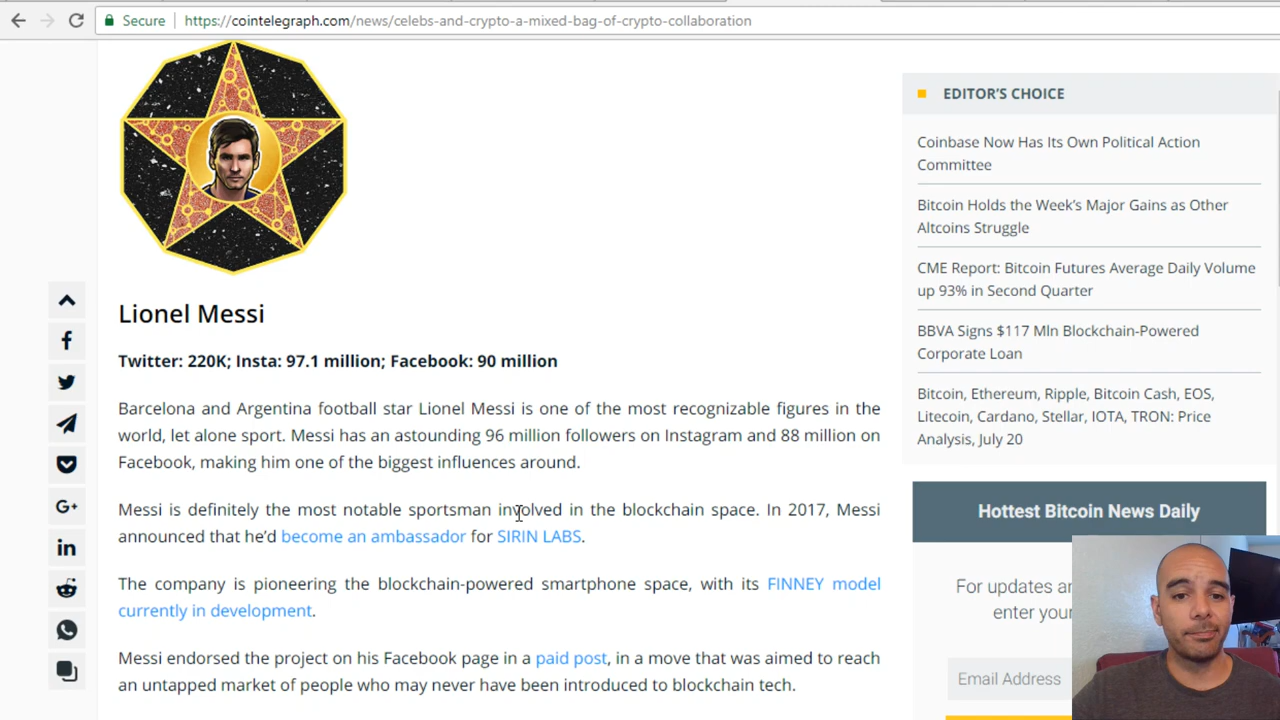 Secure https://cointelegraph.com/news/celebs-and-crypto-a-mixed-bag-of-crypto-collaboration
Lionel Messi
Twitter: 220K; Insta: 97.1 million; Facebook: 90 million
Barcelona and Argentina football star Lionel Messi is one of the most recognizable figures in the
world, let alone sport. Messi has an astounding 96 million followers on Instagram and 88 million on
Facebook, making him one of the biggest influences around.
Messi is definitely the most notable sportsman involved in the blockchain space. In 2017, Messi
announced that he’d become an ambassador for SIRIN LABS.
The company is pioneering the blockchain-powered smartphone space, with its FINNEY model
currently in development.
Messi endorsed the project on his Facebook page in a paid post, in a move that was aimed to reach
an untapped market of people who may never have been introduced to blockchain tech.
EDITOR’S CHOICE
Coinbase Now Has Its Own Political Action
Committee
Bitcoin Holds the Week’s Major Gains as Other
Altcoins Struggle
CME Report: Bitcoin Futures Average Daily Volume
up 93% in Second Quarter
BBVA Signs $117 Mln Blockchain-Powered
Corporate Loan
Bitcoin, Ethereum, Ripple, Bitcoin Cash, EOS,
Litecoin, Cardano, Stellar, IOTA, TRON: Price
Analysis, July 20
Hottest Bitcoin News Daily
For updates
enter your
Email Address